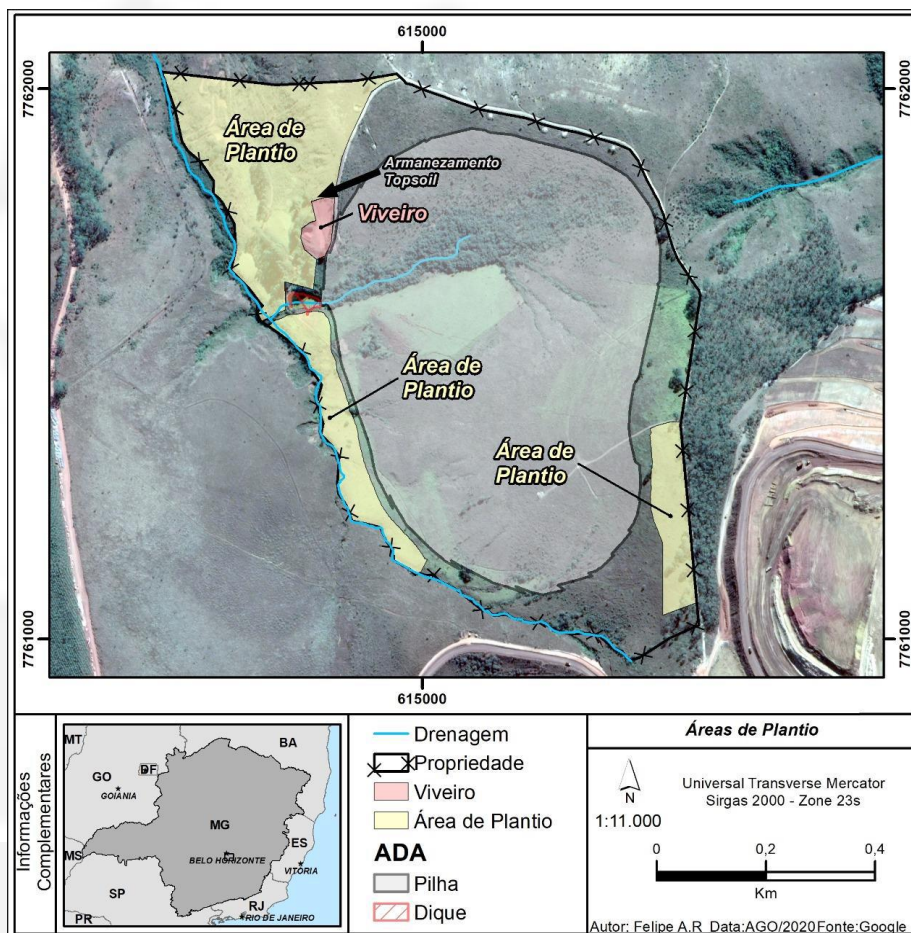 615000
7762000
7762000
Área de
Plantio
Armanezamento
Topsoil
Viveiro
Área de
Plantio
Área de
Plantio
7761000
7761000
615000
Informações
Complementares
MT
BA
GO
DF
GOIÂNIA
MG
BELO HORIZONTE
ES
VITÓRIA
MS
SP
RJ
RIO DE JANEIRO
PR
Drenagem
Propriedade
Viveiro
Área de Plantio
ADA
Pilha
Dique
Áreas de Plantio
N
1:11.000
Universal Transverse Mercator
Sirgas 2000 - Zone 23s
0 0,2 0,4
Km
Autor: Felipe A.R Data:AGO/2020Fonte:Google